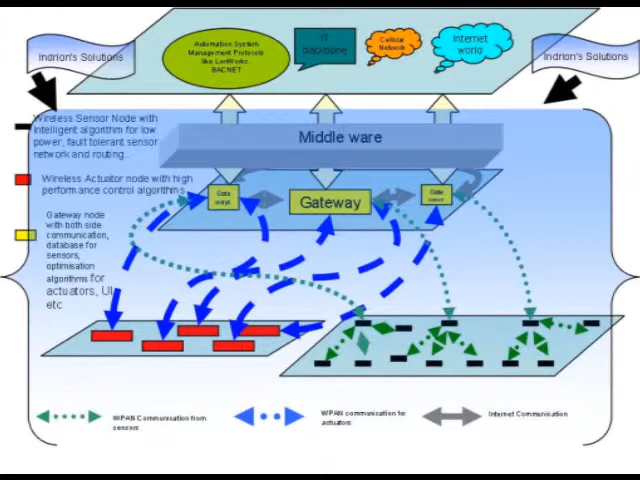 Automation System
Management Protocols
like LonWorks,
BACNET
IT
backbone
Cellular
Network
Internet
world
Indrion's Solutions
Indrion's Solutions
Wireless Sensor Node with
Intelligent algorithm for low
power, fault tolerant sensor
network and routing.
Middle ware
Wireless Actuator node with high
performance control algorithms
Gate
Gateway
Gate
Gateway node
with both side
communication,
database for
sensors,
optimisation
algorithms for
actuators, UI
etc
WPAN Communication from
sensors
WPAN communication for
actuators
Internet Communication